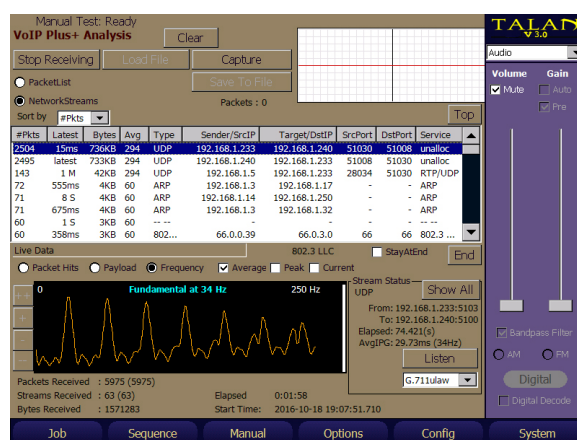 Manual Test: Ready
VoIP Plus+ Analysis
Clear
Stop Receiving
Load File
Capture
PacketList
Save To File
NetworkStreams
Packets : 0
Sort by
#Pkts
Top
#Pkts Latest Bytes Avg Type Sender/SrcIP Target/DstIP SrcPort DstPort Service
2504 15ms 736KB 294 UDP 192.168.1.233 192.168.1.240 51030 51008 unalloc
2495 latest 733KB 294 UDP 192.168.1.240 192.168.1.233 51008 51030 unalloc
143 1 M 42KB 293 UDP 192.168.1.5 192.168.1.233 28034 51030 RTP/UDP
72 555ms 4KB 60 ARP 192.168.1.3 192.168.1.17 - - ARP
71 8 S 4KB 60 ARP 192.168.1.14 192.168.1.250 - - ARP
71 675ms 4KB 60 ARP 192.168.1.3 192.168.1.32 - - ARP
60 1 S 3KB 60 -- -- - - -- --
60 358ms 3KB 60 802... 66.0.0.39 66.0.3.0 66 66 802.3 ...
Live Data
802.3 LLC
StayAtEnd
End
Packet Hits Payload Frequency Average Peak Current
++
+
-
--
0
Fundamental at 34 Hz
250 Hz
Stream Status
UDP
Show All
From: 192.168.1.233:5103
To: 192.168.1.240:5100
Elapsed: 74.421(s)
AvgIPG: 29.73ms (34Hz)
Listen
G.711ulaw
Packets Received : 5975 (5975)
Streams Received : 63 (63)
Elapsed 0:01:58
Bytes Received : 1571283
Start Time: 2016-10-18 19:07:51.710
TALAN
V 3.0
Audio
Volume Gain
Mute Auto
Pre
Bandpass Filter
AM FM
Digital
Digital Decode
Job Sequence Manual Options Config System